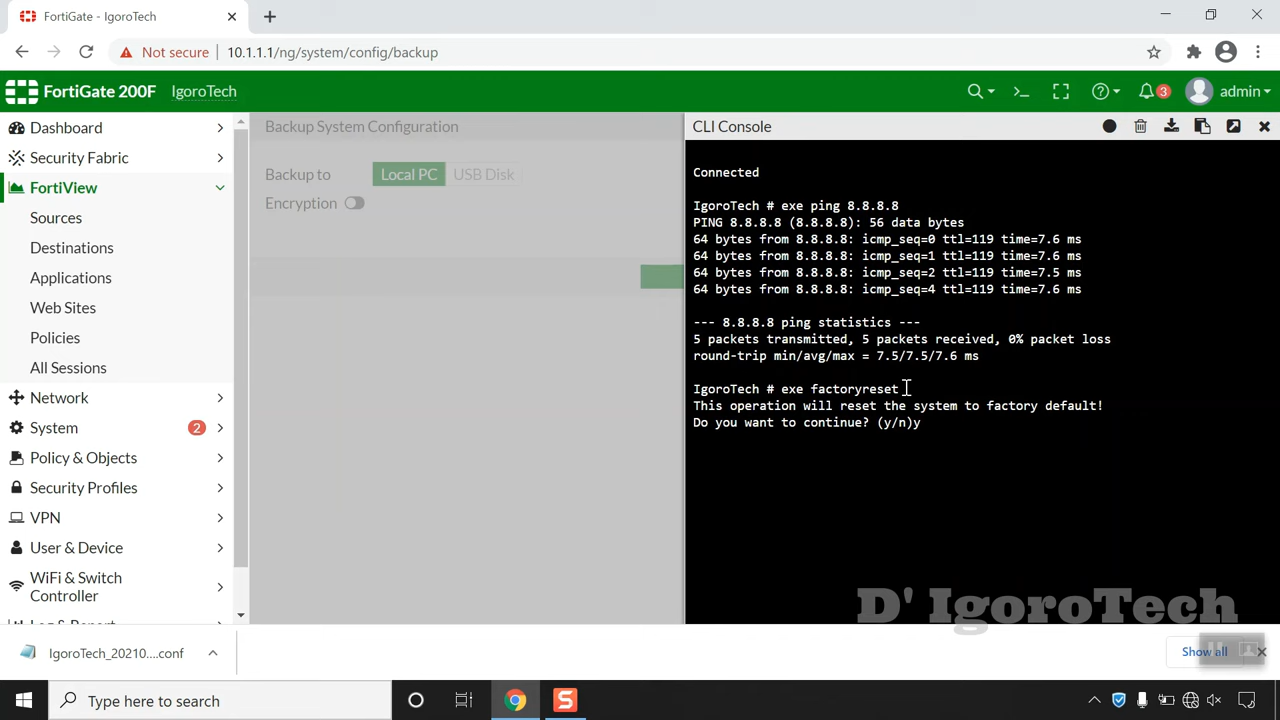 FortiGate - IgoroTech
Not secure
10.1.1.1/ng/system/config/backup
FortiGate 200F
IgoroTech
3
admin
Dashboard
Security Fabric
FortiView
Sources
Destinations
Applications
Web Sites
Policies
All Sessions
Network
System
2
Policy & Objects
Security Profiles
VPN
User & Device
WiFi & Switch
Controller
Log & Report
Backup System Configuration
Backup to
Local PC
USB Disk
Encryption
CLI Console
Connected
IgoroTech # exe ping 8.8.8.8
PING 8.8.8.8 (8.8.8.8): 56 data bytes
64 bytes from 8.8.8.8: icmp_seq=0 ttl=119 time=7.6 ms
64 bytes from 8.8.8.8: icmp_seq=1 ttl=119 time=7.6 ms
64 bytes from 8.8.8.8: icmp_seq=2 ttl=119 time=7.5 ms
64 bytes from 8.8.8.8: icmp_seq=4 ttl=119 time=7.6 ms
--- 8.8.8.8 ping statistics ---
5 packets transmitted, 5 packets received, 0% packet loss
round-trip min/avg/max = 7.5/7.5/7.6 ms
IgoroTech # exe factoryreset
This operation will reset the system to factory default!
Do you want to continue? (y/n)y
D' IgoroTech
IgoroTech_20210....conf
Show all
Type here to search